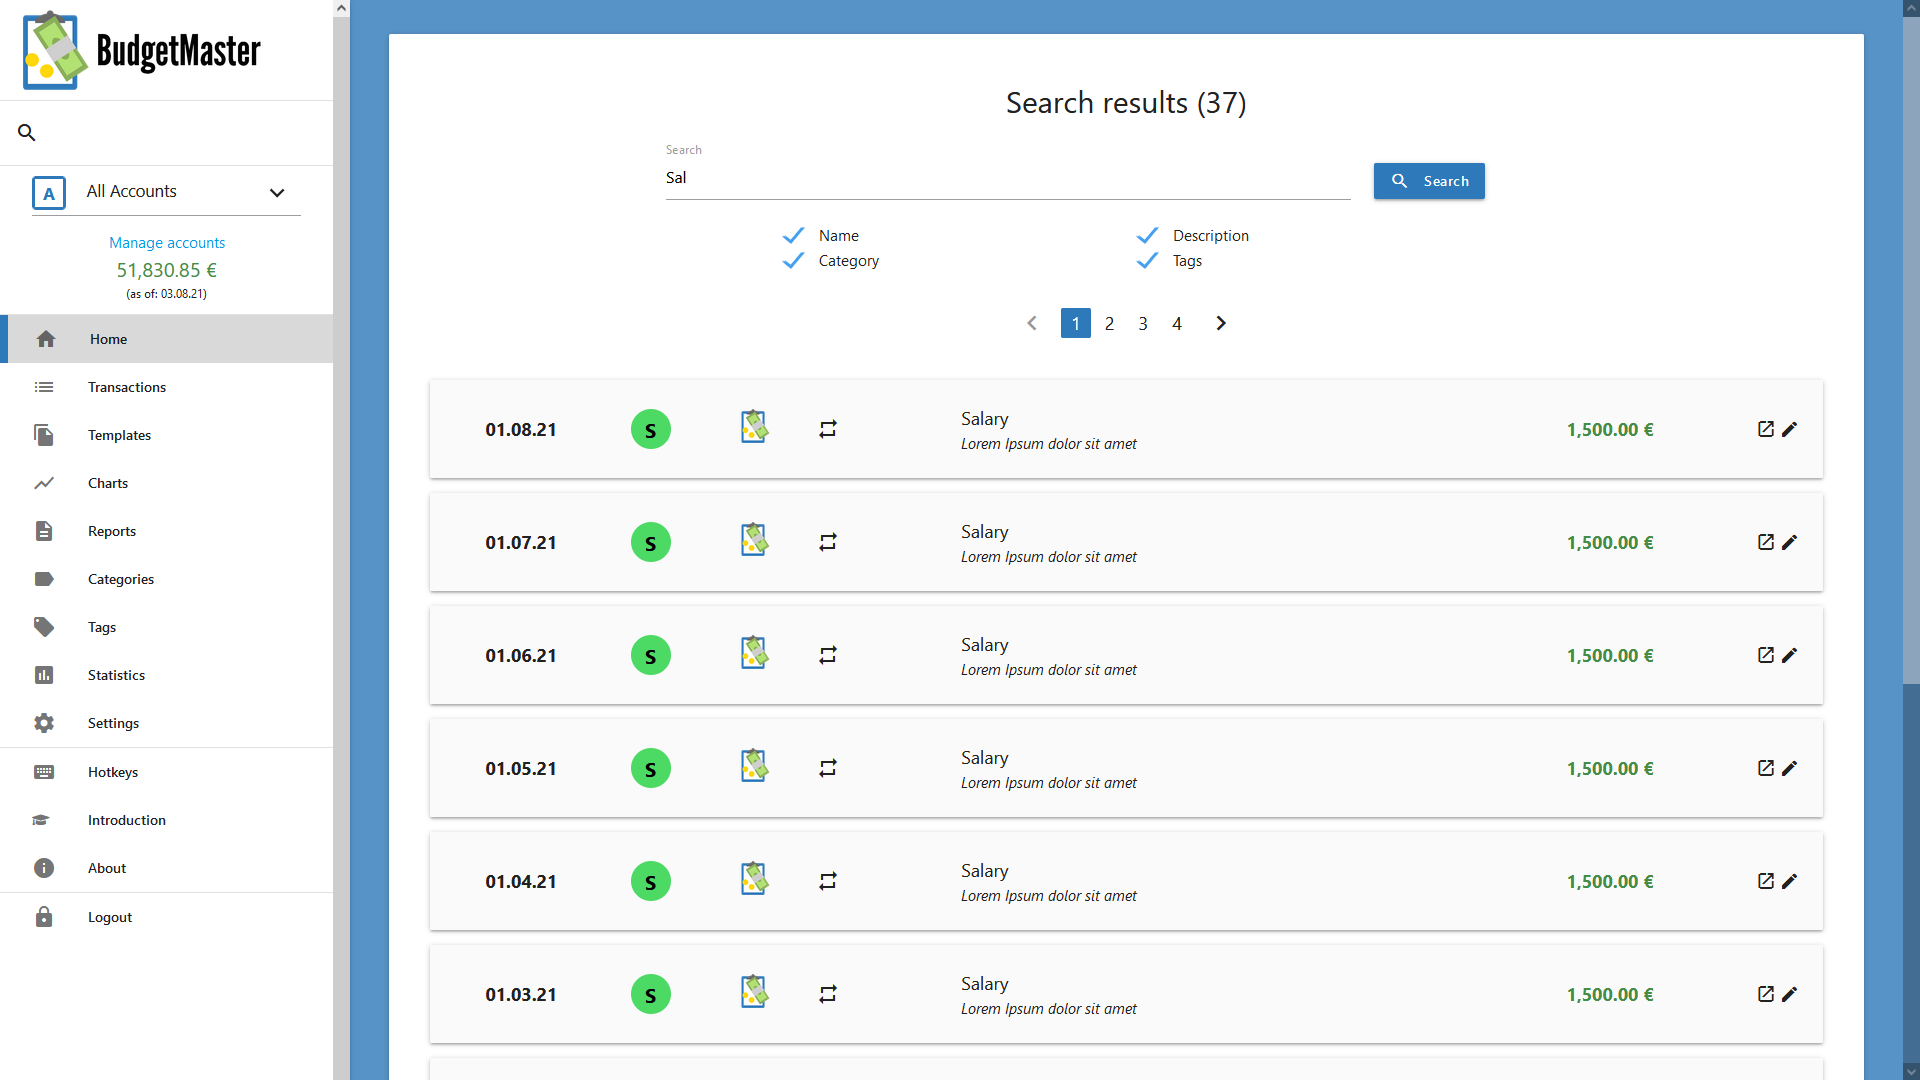 BudgetMaster
A All Accounts
Manage accounts
51,830.85 €
(as of: 03.08.21)
Home
Transactions
Templates
Charts
Reports
Categories
Tags
Statistics
Settings
Hotkeys
Introduction
About
Logout
Search results (37)
Search
Sal
Search
Name
Description
Category
Tags
1 2 3 4
01.08.21 S Salary 1,500.00 €
Lorem Ipsum dolor sit amet
01.07.21 S Salary 1,500.00 €
Lorem Ipsum dolor sit amet
01.06.21 S Salary 1,500.00 €
Lorem Ipsum dolor sit amet
01.05.21 S Salary 1,500.00 €
Lorem Ipsum dolor sit amet
01.04.21 S Salary 1,500.00 €
Lorem Ipsum dolor sit amet
01.03.21 S Salary 1,500.00 €
Lorem Ipsum dolor sit amet